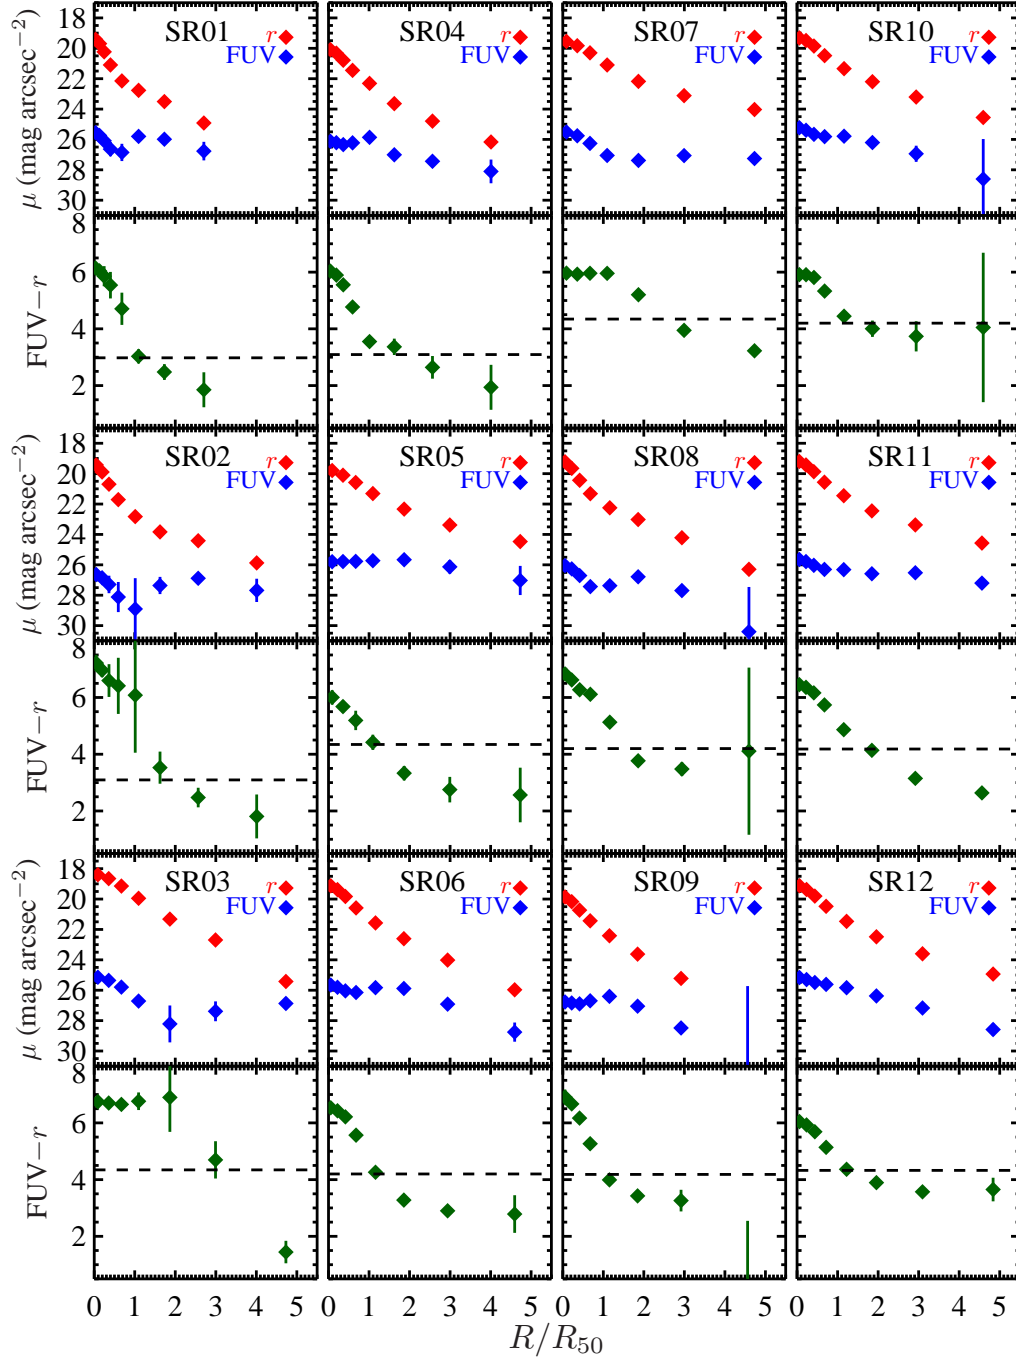 18
20
22
24
26
28
30
μ (mag arcsec⁻²)
SR01
r
FUV
SR04
r
FUV
SR07
r
FUV
SR10
r
FUV
8
6
4
2
FUV−r
18
20
22
24
26
28
30
μ (mag arcsec⁻²)
SR02
r
FUV
SR05
r
FUV
SR08
r
FUV
SR11
r
FUV
8
6
4
2
FUV−r
18
20
22
24
26
28
30
μ (mag arcsec⁻²)
SR03
r
FUV
SR06
r
FUV
SR09
r
FUV
SR12
r
FUV
8
6
4
2
FUV−r
0 1 2 3 4 5
0 1 2 3 4 5
0 1 2 3 4 5
0 1 2 3 4 5
R/R₅₀